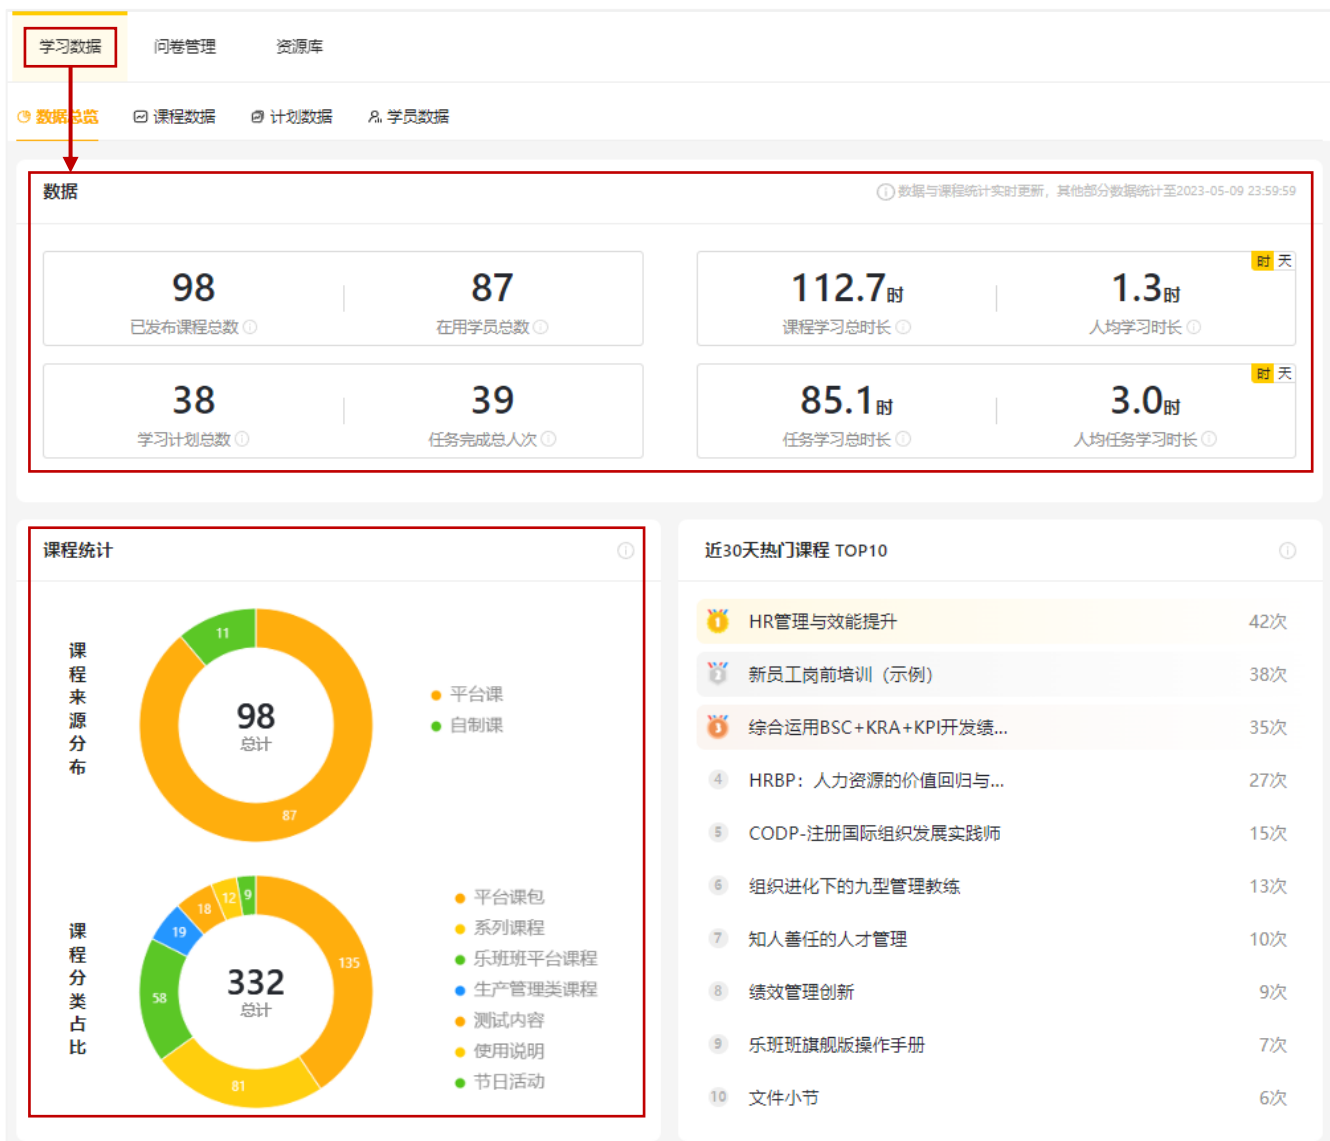 学习数据 问卷管理 资源库
数据总览 课程数据 计划数据 学员数据
数据
数据与课程统计实时更新，其他部分数据统计至2023-05-09 23:59:59
98 87
已发布课程总数 在用学员总数
时 天
112.7时 1.3时
课程学习总时长 人均学习时长
38 39
学习计划总数 任务完成总人次
时 天
85.1时 3.0时
任务学习总时长 人均任务学习时长
课程统计
课程来源分布
11
98
总计
87
平台课
自制课
课程分类占比
9
12
18
19
58
81
135
332
总计
平台课包
系列课程
乐班班平台课程
生产管理类课程
测试内容
使用说明
节日活动
近30天热门课程 TOP10
1 HR管理与效能提升 42次
2 新员工岗前培训（示例） 38次
3 综合运用BSC+KRA+KPI开发绩... 35次
4 HRBP：人力资源的价值回归与... 27次
5 CODP-注册国际组织发展实践师 15次
6 组织进化下的九型管理教练 13次
7 知人善任的人才管理 10次
8 绩效管理创新 9次
9 乐班班旗舰版操作手册 7次
10 文件小节 6次